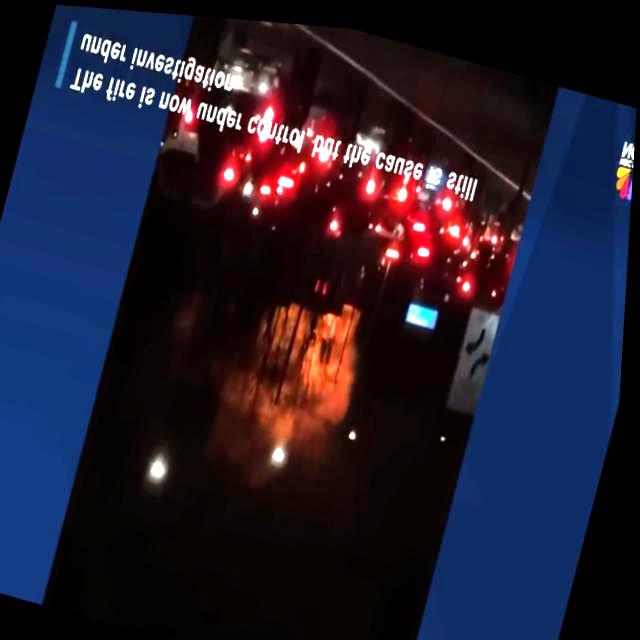 The fire is now under control, but the cause is still
under investigation.